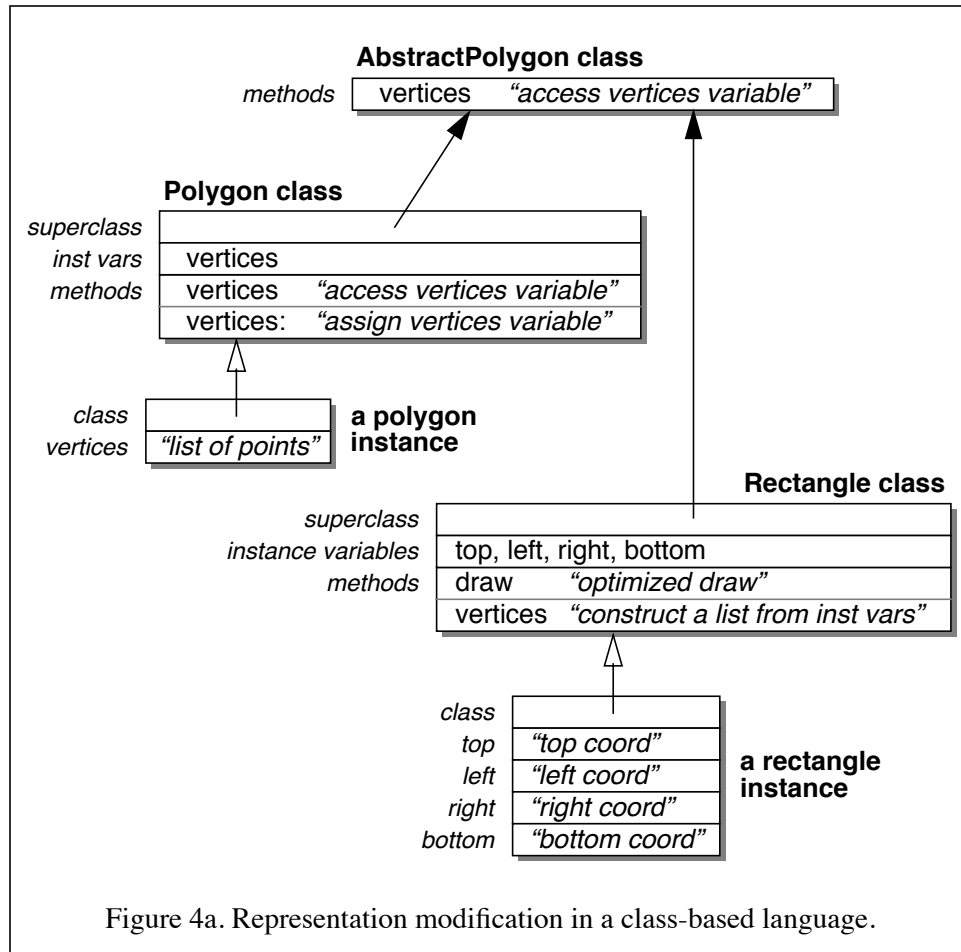 AbstractPolygon class
methods vertices “access vertices variable”
Polygon class
superclass
inst vars vertices
methods vertices “access vertices variable”
vertices: “assign vertices variable”
class
vertices “list of points”
a polygon
instance
Rectangle class
superclass
instance variables top, left, right, bottom
methods draw “optimized draw”
vertices “construct a list from inst vars”
class
top “top coord”
left “left coord”
right “right coord”
bottom “bottom coord”
a rectangle
instance
Figure 4a. Representation modification in a class-based language.